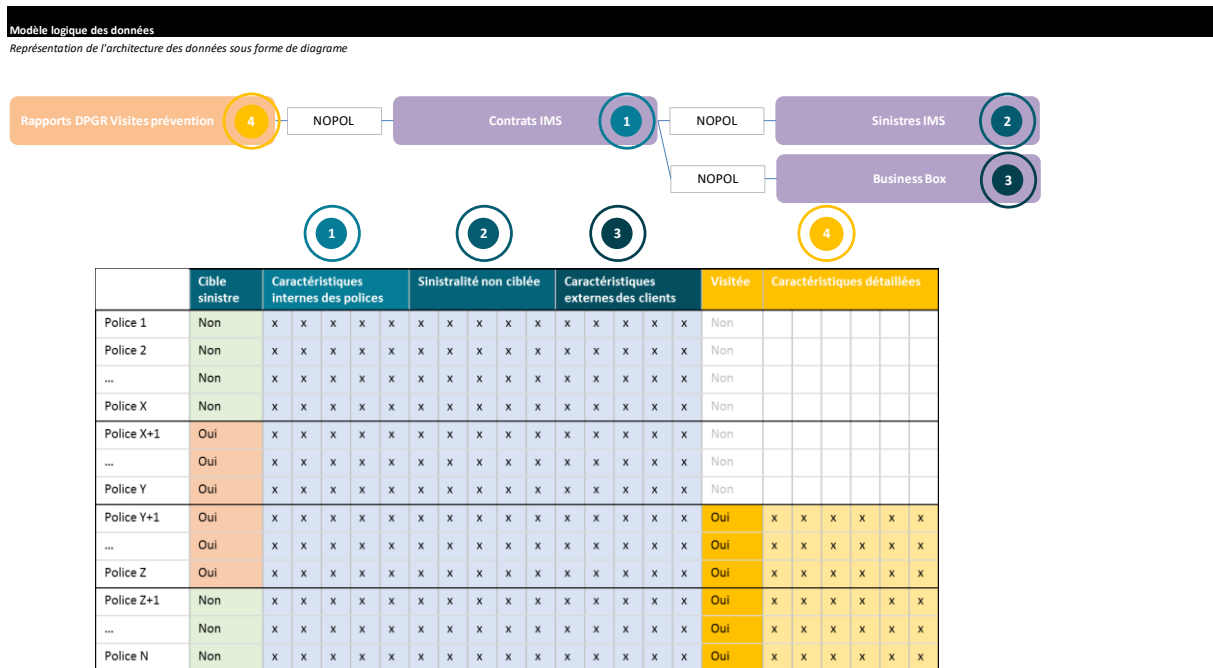 Modèle logique des données
Représentation de l'architecture des données sous forme de diagrame
Rapports DPGR Visites prévention 4 NOPOL Contrats IMS 1 NOPOL Sinistres IMS 2
NOPOL Business Box 3
1 2 3 4
Cible sinistre Caractéristiques internes des polices Sinistralité non ciblée Caractéristiques externes des clients Visitée Caractéristiques détaillées
Police 1 Non x x x x x x x x x x x x x x x Non
Police 2 Non x x x x x x x x x x x x x x x Non
... Non x x x x x x x x x x x x x x x Non
Police X Non x x x x x x x x x x x x x x x Non
Police X+1 Oui x x x x x x x x x x x x x x x Non
... Oui x x x x x x x x x x x x x x x Non
Police Y Oui x x x x x x x x x x x x x x x Non
Police Y+1 Oui x x x x x x x x x x x x x x x Oui x x x x x x
... Oui x x x x x x x x x x x x x x x Oui x x x x x x
Police Z Oui x x x x x x x x x x x x x x x Oui x x x x x x
Police Z+1 Non x x x x x x x x x x x x x x x Oui x x x x x x
... Non x x x x x x x x x x x x x x x Oui x x x x x x
Police N Non x x x x x x x x x x x x x x x Oui x x x x x x